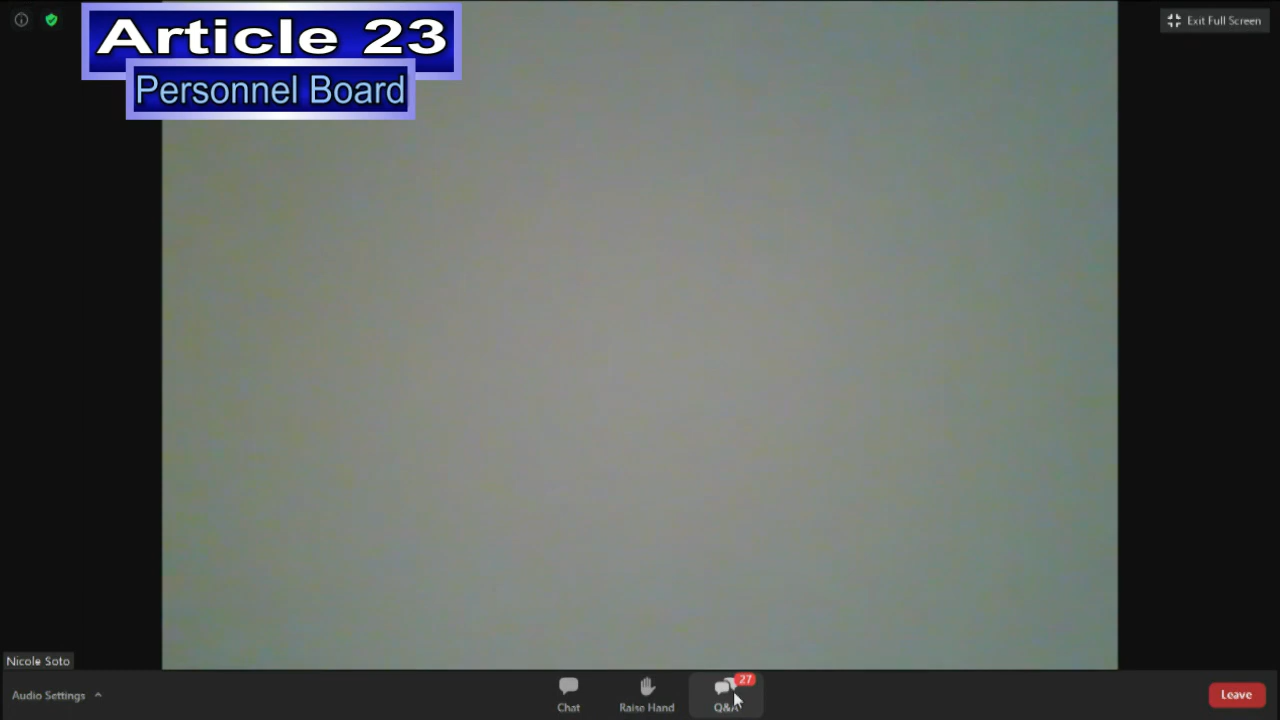 Article 23
Personnel Board
Exit Full Screen
Nicole Soto
Audio Settings
Chat
Raise Hand
27
Q&A
Leave